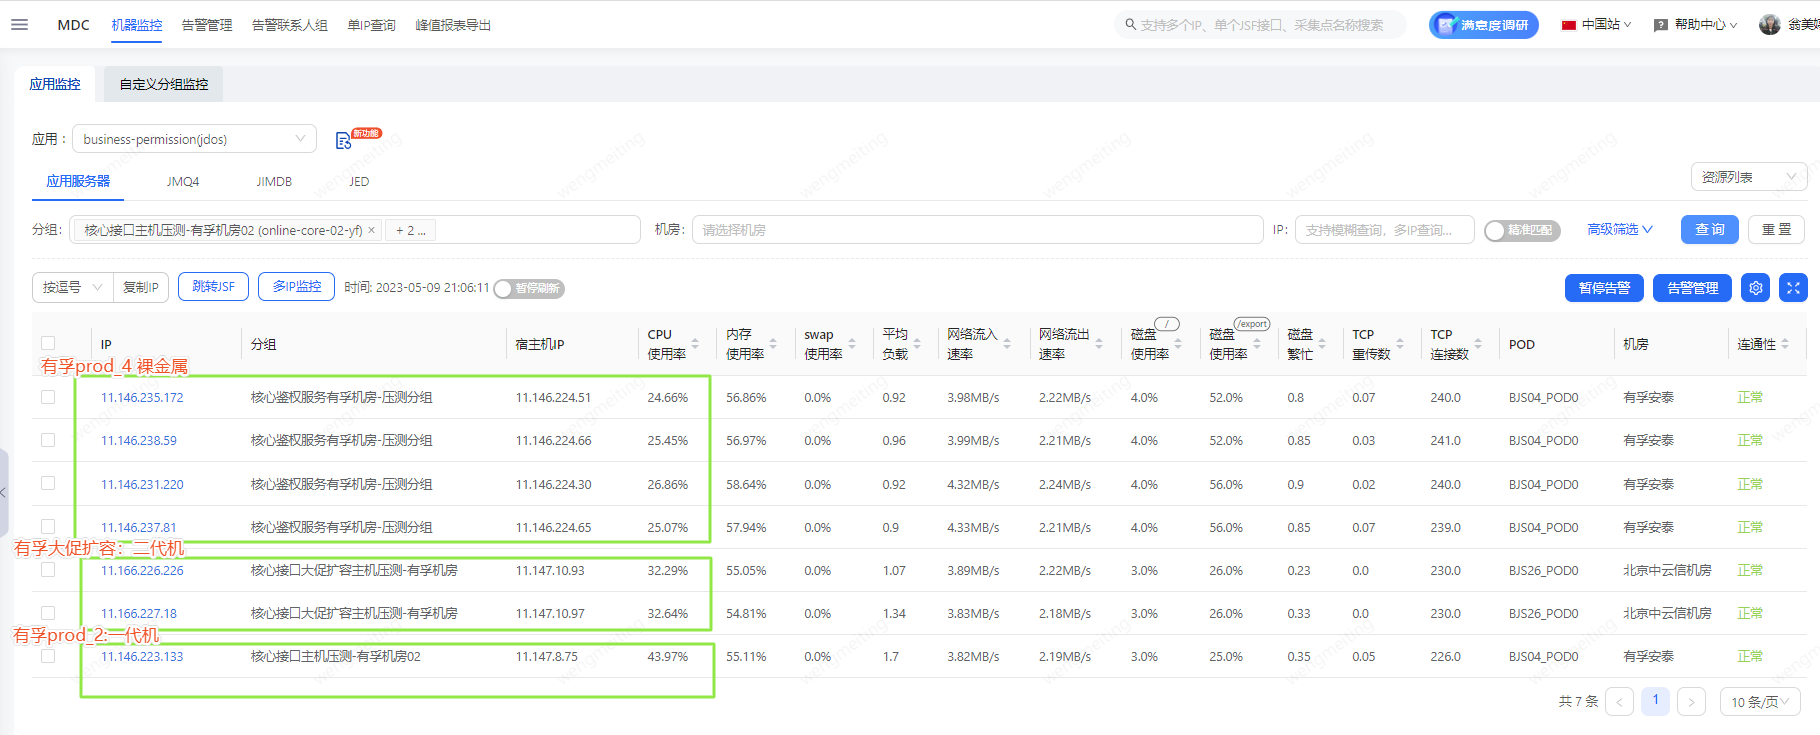 MDC 机器监控 告警管理 告警联系人组 单IP查询 峰值报表导出 支持多个IP、单个JSF接口、采集点名称搜索 满意度调研 中国站 帮助中心
应用监控 自定义分组监控
应用： business-permission(jdos) 新功能
应用服务器 JMQ4 JIMDB JED 资源列表
分组: 核心接口主机压测-有孚机房02 (online-core-02-yf) × + 2 ... 机房: 请选择机房 IP: 支持模糊查询，多IP查询... 精准匹配 高级筛选 查 询 重 置
按逗号 复制IP 跳转JSF 多IP监控 时间: 2023-05-09 21:06:11 暂停刷新 暂停告警 告警管理
IP 分组 宿主机IP CPU使用率 内存使用率 swap使用率 平均负载 网络流入速率 网络流出速率 磁盘使用率 / 磁盘使用率 /export 磁盘繁忙 TCP重传数 TCP连接数 POD 机房 连通性
有孚prod_4 裸金属
11.146.235.172 核心鉴权服务有孚机房-压测分组 11.146.224.51 24.66% 56.86% 0.0% 0.92 3.98MB/s 2.22MB/s 4.0% 52.0% 0.8 0.07 240.0 BJS04_POD0 有孚安泰 正常
11.146.238.59 核心鉴权服务有孚机房-压测分组 11.146.224.66 25.45% 56.97% 0.0% 0.96 3.99MB/s 2.21MB/s 4.0% 52.0% 0.85 0.03 241.0 BJS04_POD0 有孚安泰 正常
11.146.231.220 核心鉴权服务有孚机房-压测分组 11.146.224.30 26.86% 58.64% 0.0% 0.92 4.32MB/s 2.24MB/s 4.0% 56.0% 0.9 0.02 240.0 BJS04_POD0 有孚安泰 正常
11.146.237.81 核心鉴权服务有孚机房-压测分组 11.146.224.65 25.07% 57.94% 0.0% 0.9 4.33MB/s 2.21MB/s 4.0% 56.0% 0.85 0.07 239.0 BJS04_POD0 有孚安泰 正常
有孚大促扩容：二代机
11.166.226.226 核心接口大促扩容主机压测-有孚机房 11.147.10.93 32.29% 55.05% 0.0% 1.07 3.89MB/s 2.22MB/s 3.0% 26.0% 0.23 0.0 230.0 BJS26_POD0 北京中云信机房 正常
11.166.227.18 核心接口大促扩容主机压测-有孚机房 11.147.10.97 32.64% 54.81% 0.0% 1.34 3.83MB/s 2.18MB/s 3.0% 26.0% 0.33 0.0 230.0 BJS26_POD0 北京中云信机房 正常
有孚prod_2:一代机
11.146.223.133 核心接口主机压测-有孚机房02 11.147.8.75 43.97% 55.11% 0.0% 1.7 3.82MB/s 2.19MB/s 3.0% 25.0% 0.35 0.05 226.0 BJS04_POD0 有孚安泰 正常
共 7 条 < 1 > 10 条/页
wengmeiting